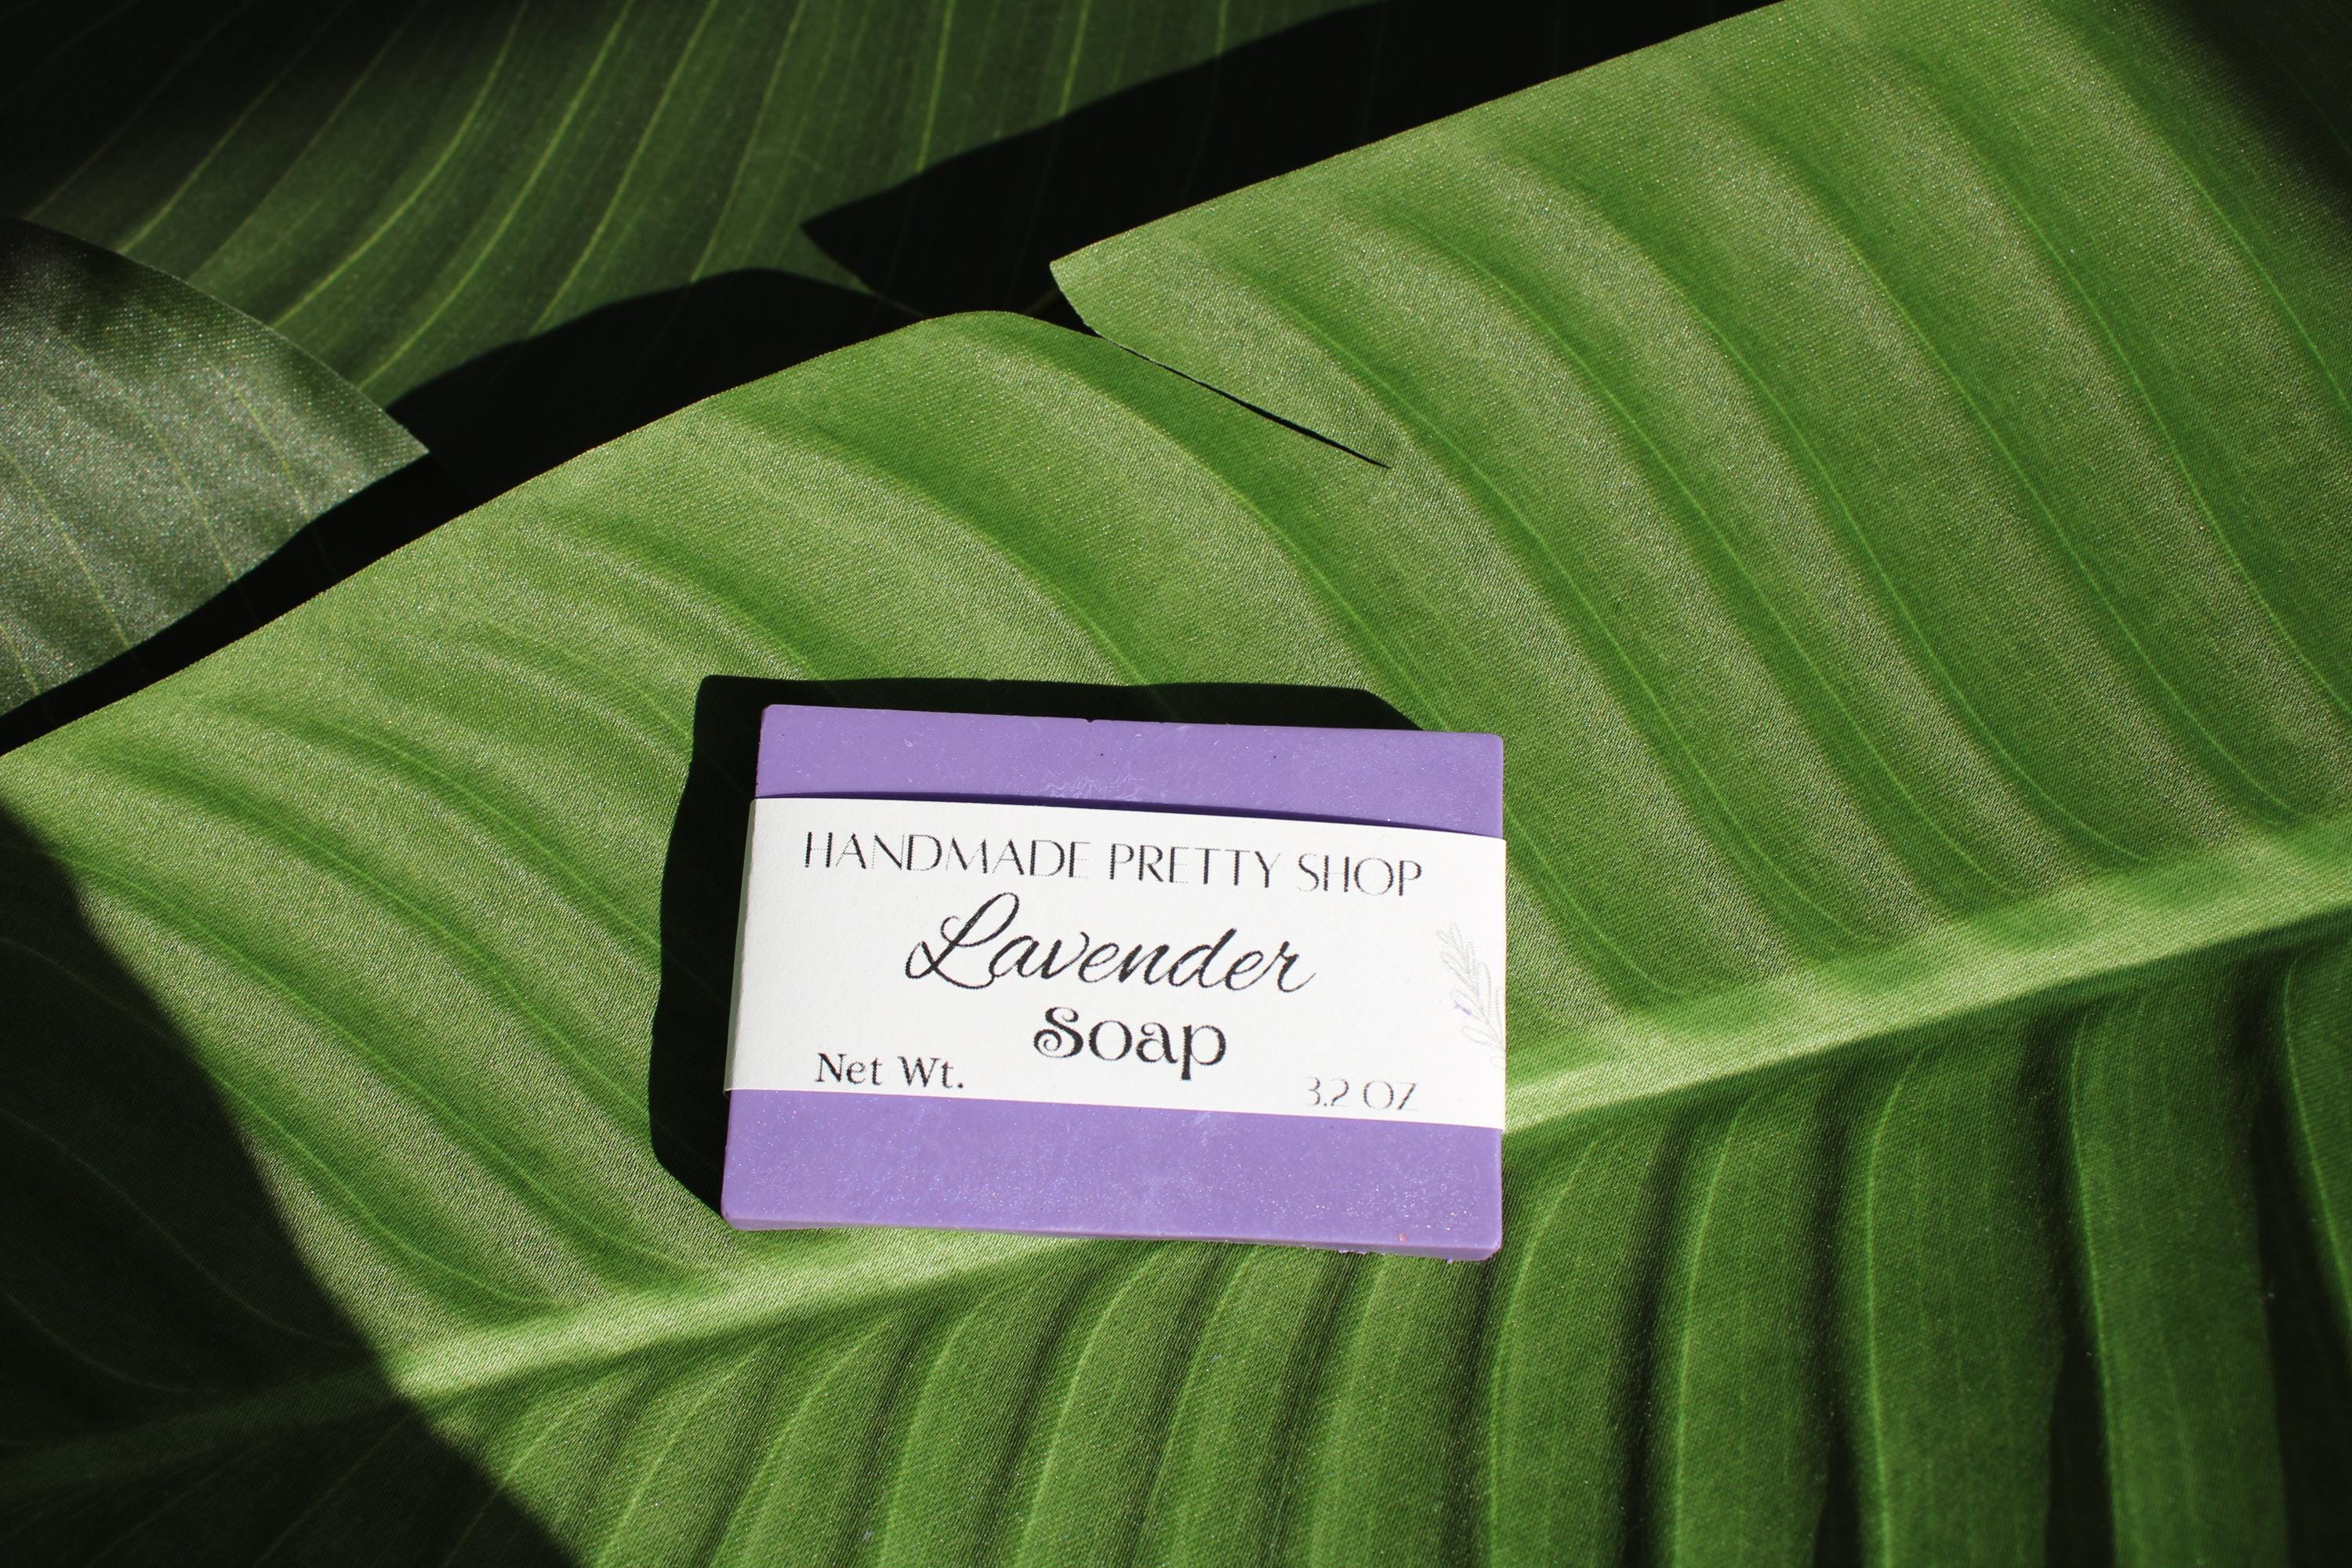 HANDMADE PRETTY SHOP
Lavender
Soap
Net Wt. 3.2 OZ